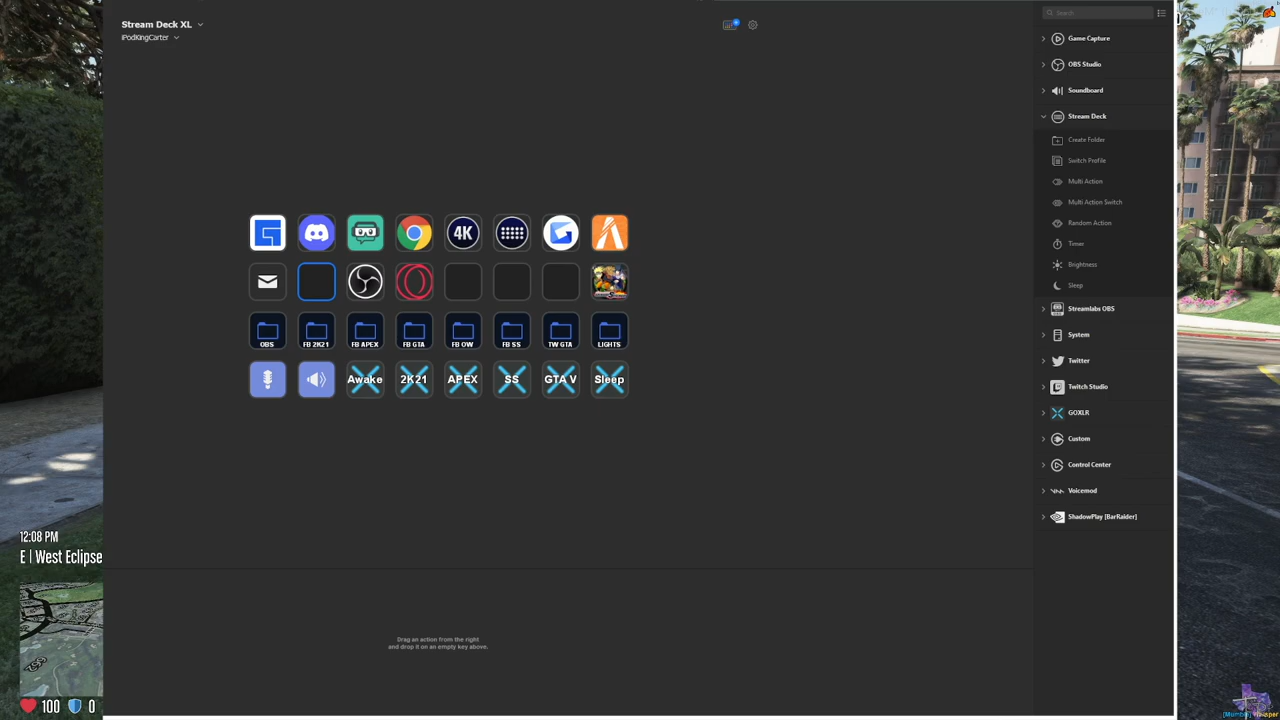 Stream Deck XL
iPodKingCarter
Search
Game Capture
OBS Studio
Soundboard
Stream Deck
Create Folder
Switch Profile
Multi Action
Multi Action Switch
Random Action
Timer
Brightness
Sleep
Streamlabs OBS
System
Twitter
Twitch Studio
GOXLR
Custom
Control Center
Voicemod
ShadowPlay [BarRaider]
4K
OBS
FB 2K21
FB APEX
FB GTA
FB OW
FB SS
TW GTA
LIGHTS
Awake
2K21
APEX
SS
GTA V
Sleep
12:08 PM
E | West Eclipse
Drag an action from the right
and drop it on an empty key above.
100
0